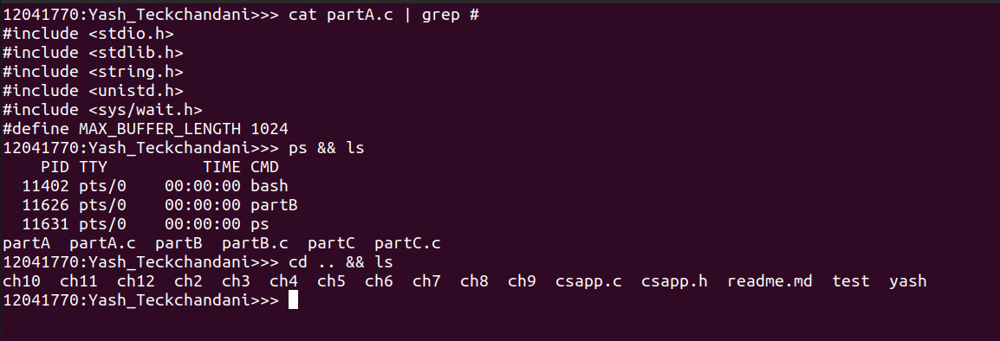 12041770:Yash_Teckchandani>>> cat partA.c | grep #
#include <stdio.h>
#include <stdlib.h>
#include <string.h>
#include <unistd.h>
#include <sys/wait.h>
#define MAX_BUFFER_LENGTH 1024
12041770:Yash_Teckchandani>>> ps && ls
    PID TTY          TIME CMD
  11402 pts/0    00:00:00 bash
  11626 pts/0    00:00:00 partB
  11631 pts/0    00:00:00 ps
partA  partA.c  partB  partB.c  partC  partC.c
12041770:Yash_Teckchandani>>> cd .. && ls
ch10  ch11  ch12  ch2  ch3  ch4  ch5  ch6  ch7  ch8  ch9  csapp.c  csapp.h  readme.md  test  yash
12041770:Yash_Teckchandani>>>